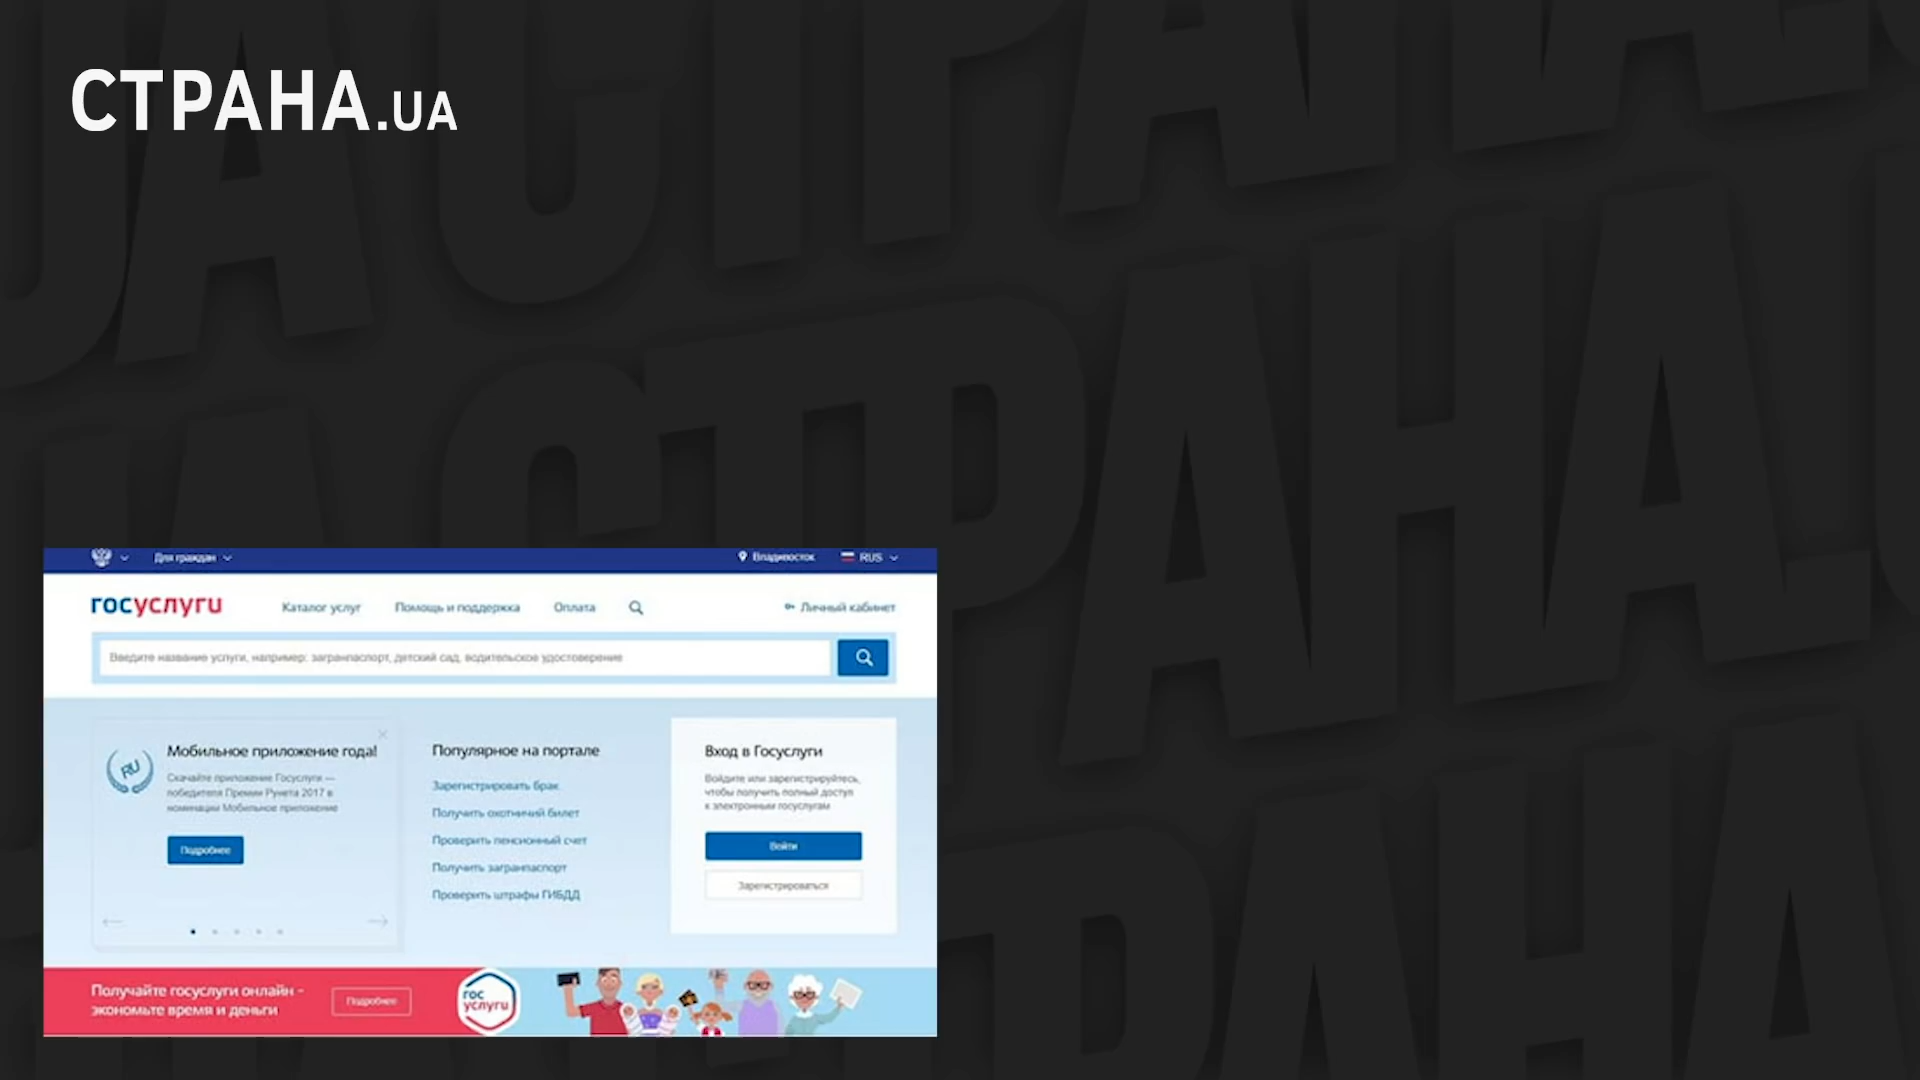 СТРАНА.UA
Для граждан
Владивосток
RUS
госуслуги
Каталог услуг
Помощь и поддержка
Оплата
Личный кабинет
Введите название услуги, например: загранпаспорт, детский сад, водительское удостоверение
Мобильное приложение года!
RU
Скачайте приложение Госуслуги —
победителя Премии Рунета 2017 в
номинации Мобильное приложение
Подробнее
Популярное на портале
Зарегистрировать брак
Получить охотничий билет
Проверить пенсионный счет
Получить загранпаспорт
Проверить штрафы ГИБДД
Вход в Госуслуги
Войдите или зарегистрируйтесь,
чтобы получить полный доступ
к электронным госуслугам
Войти
Зарегистрироваться
Получайте госуслуги онлайн -
экономьте время и деньги
Подробнее
гос
услуги